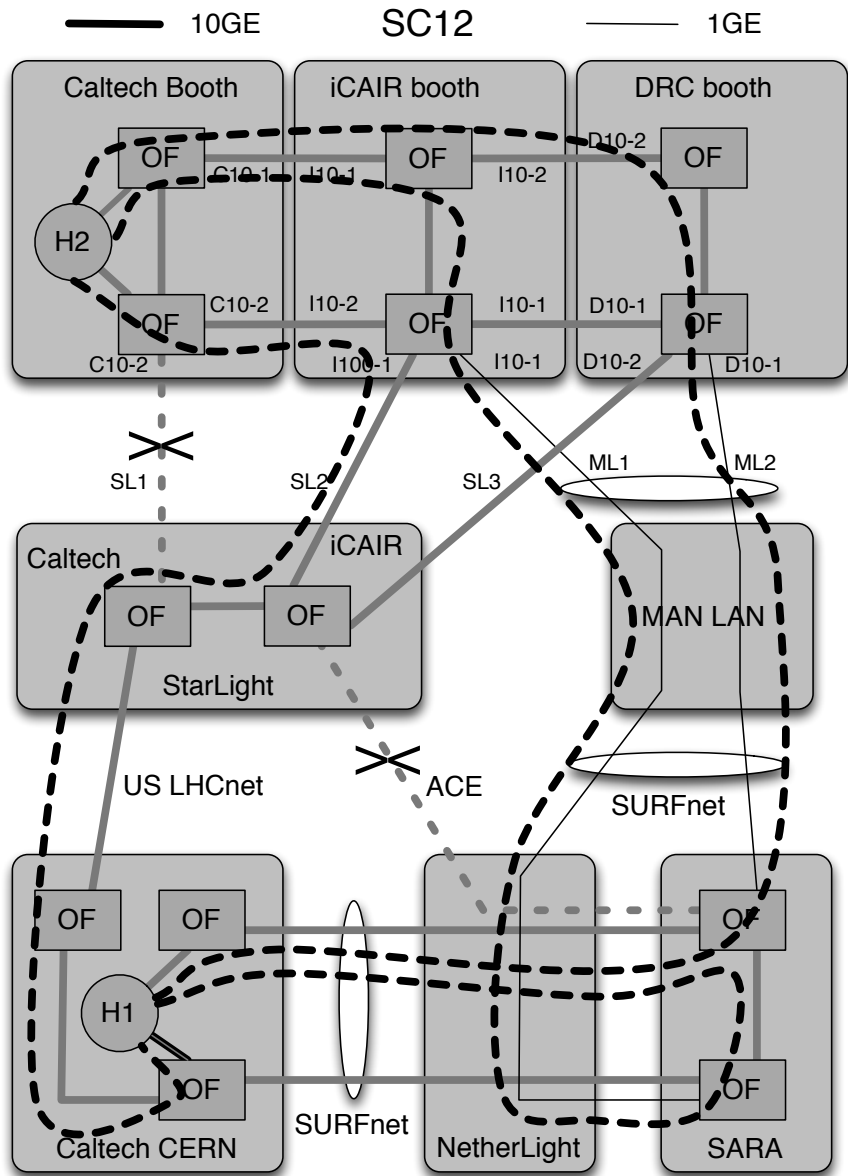 10GE SC12 1GE
Caltech Booth iCAIR booth DRC booth
D10-2
OF OF OF
C10-1 I10-1 I10-2
H2
C10-2 I10-2 I10-1 D10-1
OF OF OF
C10-2 I100-1 I10-1 D10-2 D10-1
SL1 SL2 SL3 ML1 ML2
Caltech iCAIR
OF OF MAN LAN
StarLight
US LHCnet ACE
SURFnet
OF OF OF
H1
OF OF
SURFnet
Caltech CERN NetherLight SARA